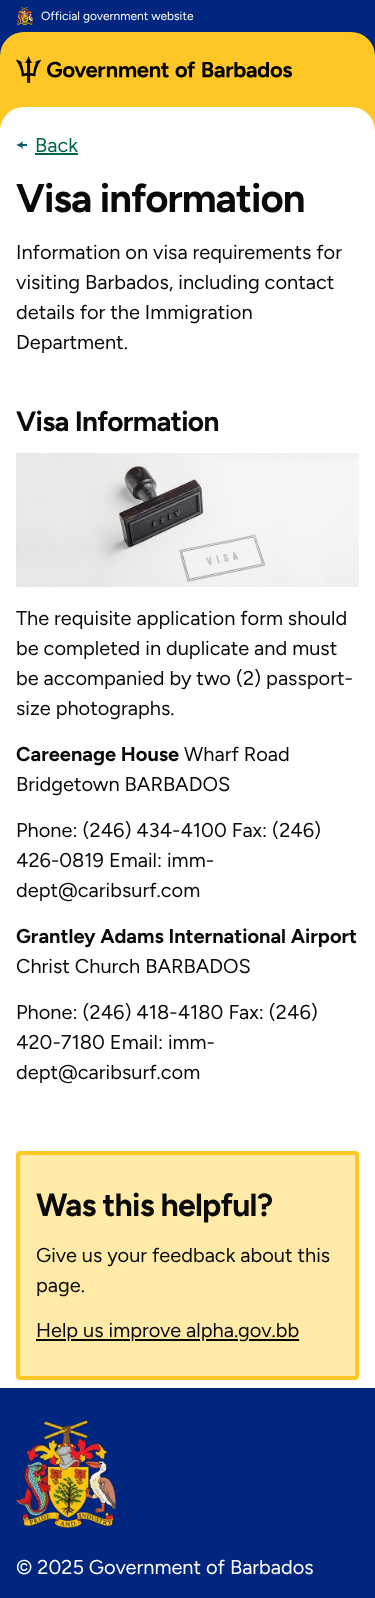 Official government website
Government of Barbados
Back
Visa information
Information on visa requirements for
visiting Barbados, including contact
details for the Immigration
Department.
Visa Information
APLY
VISA
The requisite application form should
be completed in duplicate and must
be accompanied by two (2) passport-
size photographs.
Careenage House Wharf Road
Bridgetown BARBADOS
Phone: (246) 434-4100 Fax: (246)
426-0819 Email: imm-
dept@caribsurf.com
Grantley Adams International Airport
Christ Church BARBADOS
Phone: (246) 418-4180 Fax: (246)
420-7180 Email: imm-
dept@caribsurf.com
Was this helpful?
Give us your feedback about this
page.
Help us improve alpha.gov.bb
PRIDE AND INDUSTRY
© 2025 Government of Barbados